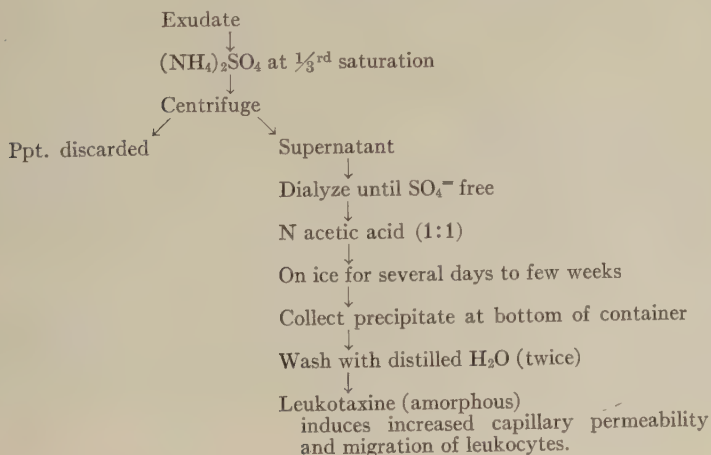 Exudate
(NH₄)₂SO₄ at ⅓rd saturation
Centrifuge
Ppt. discarded
Supernatant
Dialyze until SO₄⁼ free
N acetic acid (1:1)
On ice for several days to few weeks
Collect precipitate at bottom of container
Wash with distilled H₂O (twice)
Leukotaxine (amorphous)
induces increased capillary permeability
and migration of leukocytes.